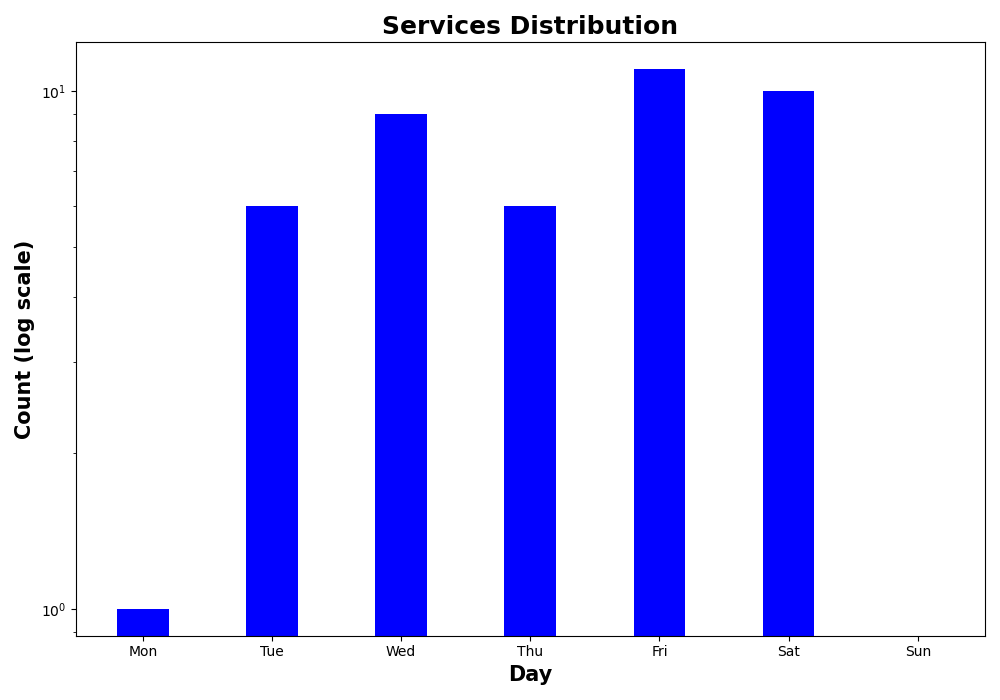 Services Distribution
Count (log scale)
10¹
10⁰
Mon Tue Wed Thu Fri Sat Sun
Day